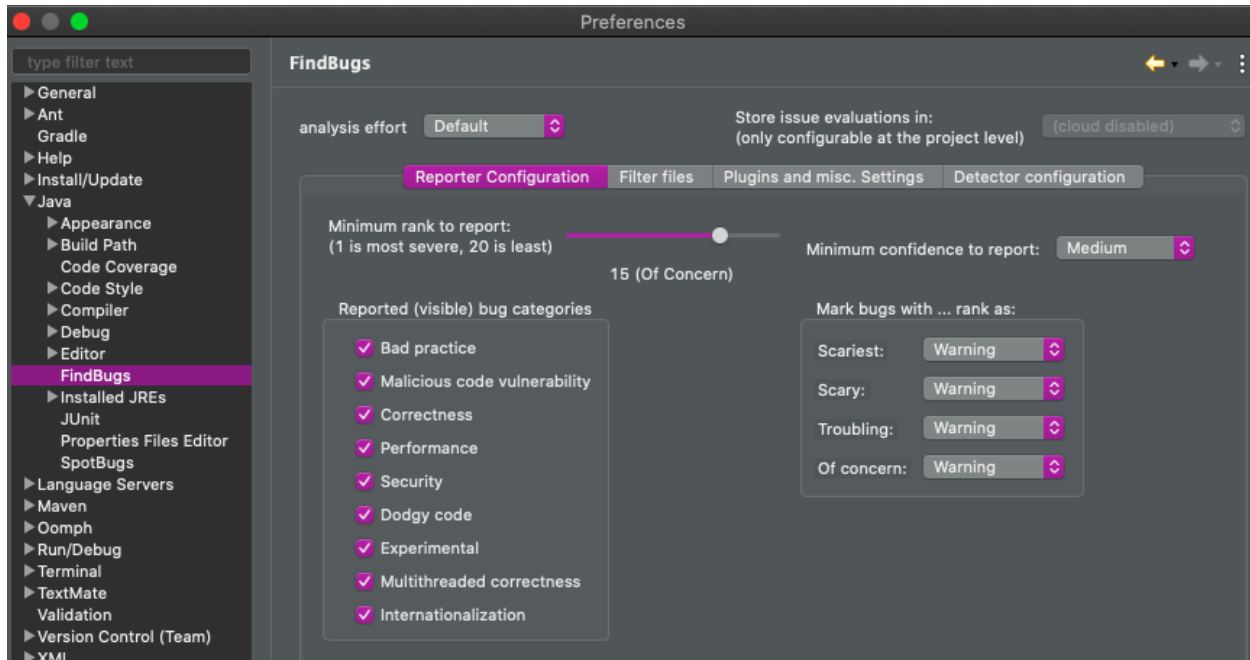 Preferences
type filter text
General
Ant
Gradle
Help
Install/Update
Java
Appearance
Build Path
Code Coverage
Code Style
Compiler
Debug
Editor
FindBugs
Installed JREs
JUnit
Properties Files Editor
SpotBugs
Language Servers
Maven
Oomph
Run/Debug
Terminal
TextMate
Validation
Version Control (Team)
XML
FindBugs
analysis effort
Default
Store issue evaluations in:
(only configurable at the project level)
(cloud disabled)
Reporter Configuration
Filter files
Plugins and misc. Settings
Detector configuration
Minimum rank to report:
(1 is most severe, 20 is least)
15 (Of Concern)
Minimum confidence to report:
Medium
Reported (visible) bug categories
Bad practice
Malicious code vulnerability
Correctness
Performance
Security
Dodgy code
Experimental
Multithreaded correctness
Internationalization
Mark bugs with ... rank as:
Scariest: Warning
Scary: Warning
Troubling: Warning
Of concern: Warning